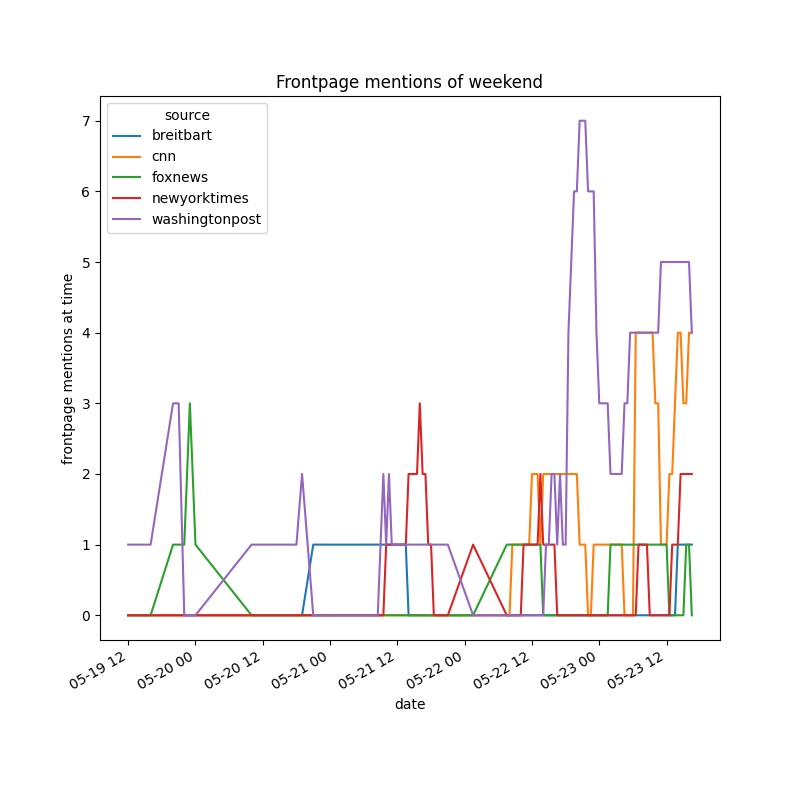 Frontpage mentions of weekend
source
breitbart
cnn
foxnews
newyorktimes
washingtonpost
frontpage mentions at time
7
6
5
4
3
2
1
0
05-19 12
05-20 00
05-20 12
05-21 00
05-21 12
05-22 00
05-22 12
05-23 00
05-23 12
date